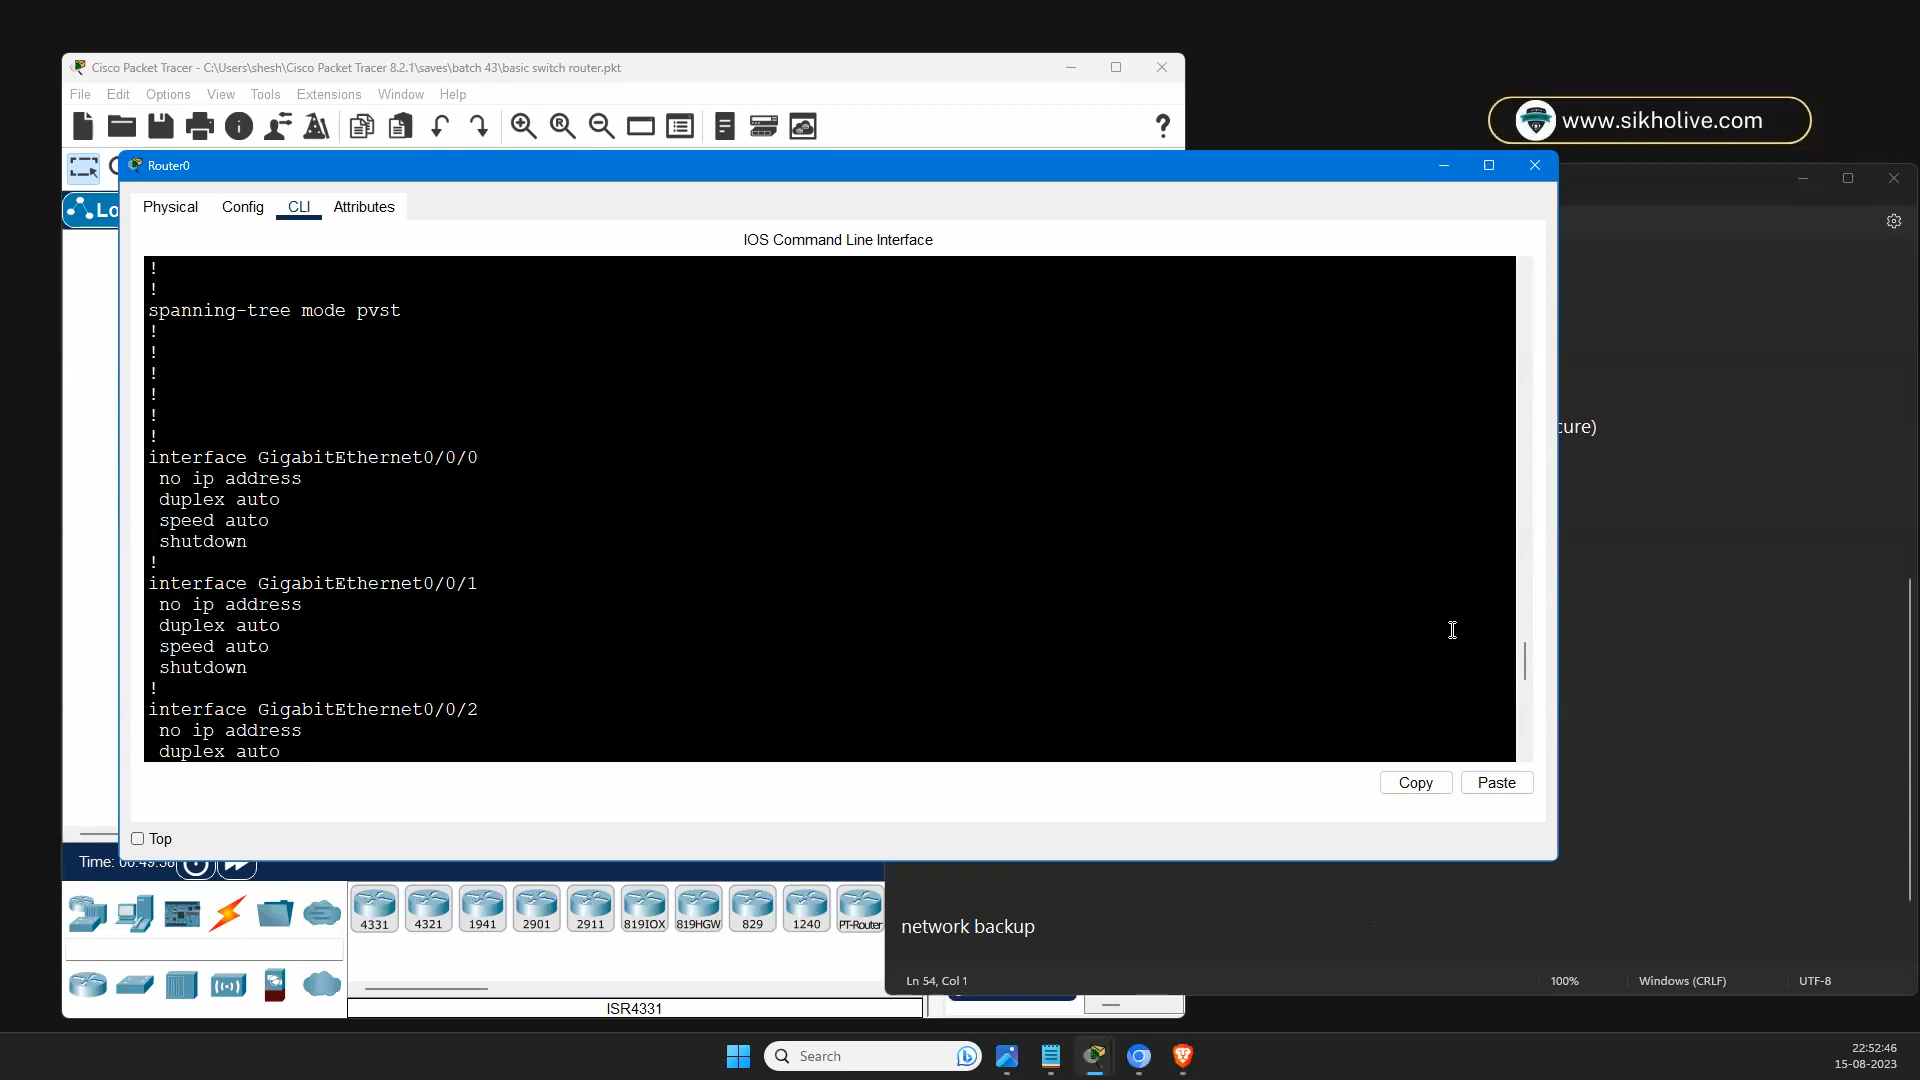 Cisco Packet Tracer - C:\Users\shesh\Cisco Packet Tracer 8.2.1\saves\batch 43\basic switch router.pkt
File Edit Options View Tools Extensions Window Help
?
www.sikholive.com
Router0
Lo
Physical Config CLI Attributes
IOS Command Line Interface
!
!
spanning-tree mode pvst
!
!
!
!
!
!
interface GigabitEthernet0/0/0
no ip address
duplex auto
speed auto
shutdown
!
interface GigabitEthernet0/0/1
no ip address
duplex auto
speed auto
shutdown
!
interface GigabitEthernet0/0/2
no ip address
duplex auto
cure)
Copy Paste
Top
Time: 00:49:58
4331 4321 1941 2901 2911 819IOX 819HGW 829 1240 PT-Router
network backup
Ln 54, Col 1 100% Windows (CRLF) UTF-8
ISR4331
Search
22:52:46
15-08-2023